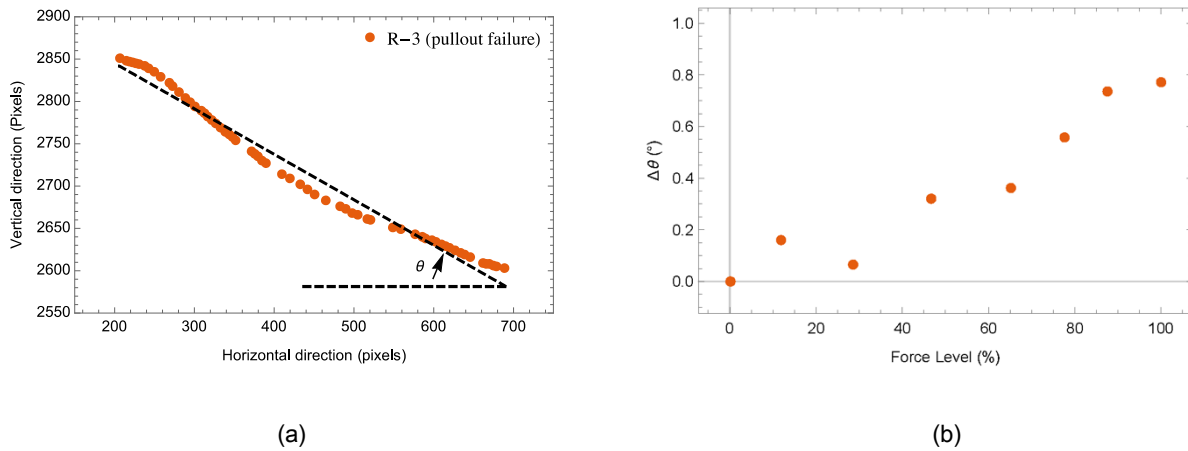 2900
2850
2800
2750
2700
2650
2600
2550
Vertical direction (Pixels)
R−3 (pullout failure)
θ
200 300 400 500 600 700
Horizontal direction (pixels)
(a)
1.0
0.8
0.6
0.4
0.2
0.0
Δθ (°)
0 20 40 60 80 100
Force Level (%)
(b)